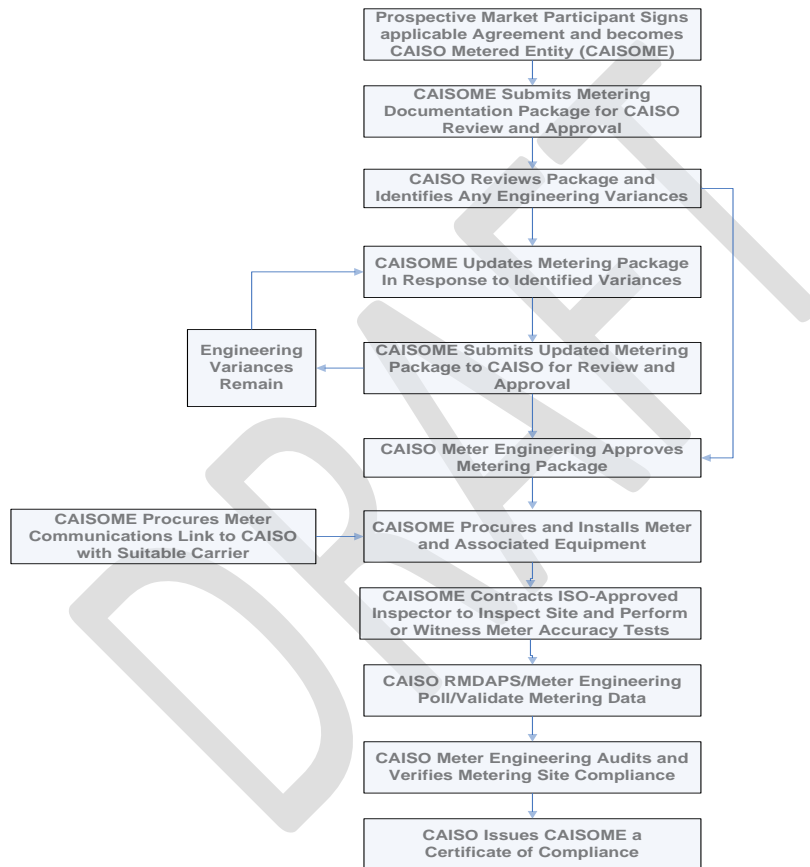 Prospective Market Participant Signs
applicable Agreement and becomes
CAISO Metered Entity (CAISOME)
CAISOME Submits Metering
Documentation Package for CAISO
Review and Approval
CAISO Reviews Package and
Identifies Any Engineering Variances
CAISOME Updates Metering Package
In Response to Identified Variances
Engineering
Variances
Remain
CAISOME Submits Updated Metering
Package to CAISO for Review and
Approval
CAISO Meter Engineering Approves
Metering Package
CAISOME Procures Meter
Communications Link to CAISO
with Suitable Carrier
CAISOME Procures and Installs Meter
and Associated Equipment
CAISOME Contracts ISO-Approved
Inspector to Inspect Site and Perform
or Witness Meter Accuracy Tests
CAISO RMDAPS/Meter Engineering
Poll/Validate Metering Data
CAISO Meter Engineering Audits and
Verifies Metering Site Compliance
CAISO Issues CAISOME a
Certificate of Compliance
DRAFT